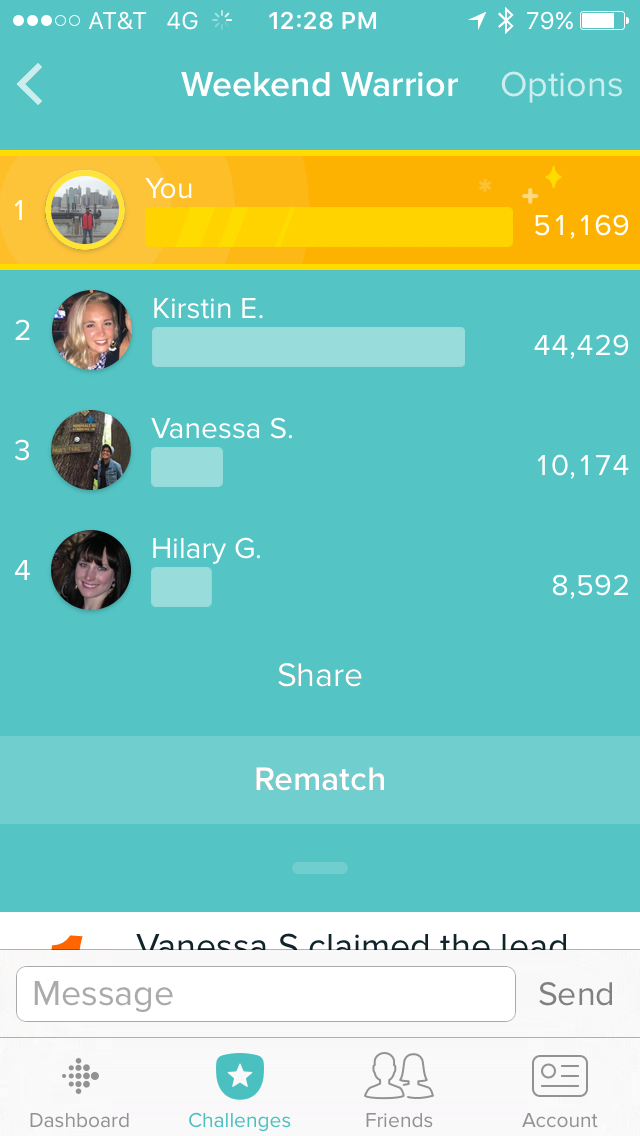 AT&T 4G 12:28 PM 79%
Weekend Warrior Options
1 You 51,169
2 Kirstin E. 44,429
3 Vanessa S. 10,174
4 Hilary G. 8,592
Share
Rematch
Vanessa S claimed the lead
Message Send
Dashboard Challenges Friends Account